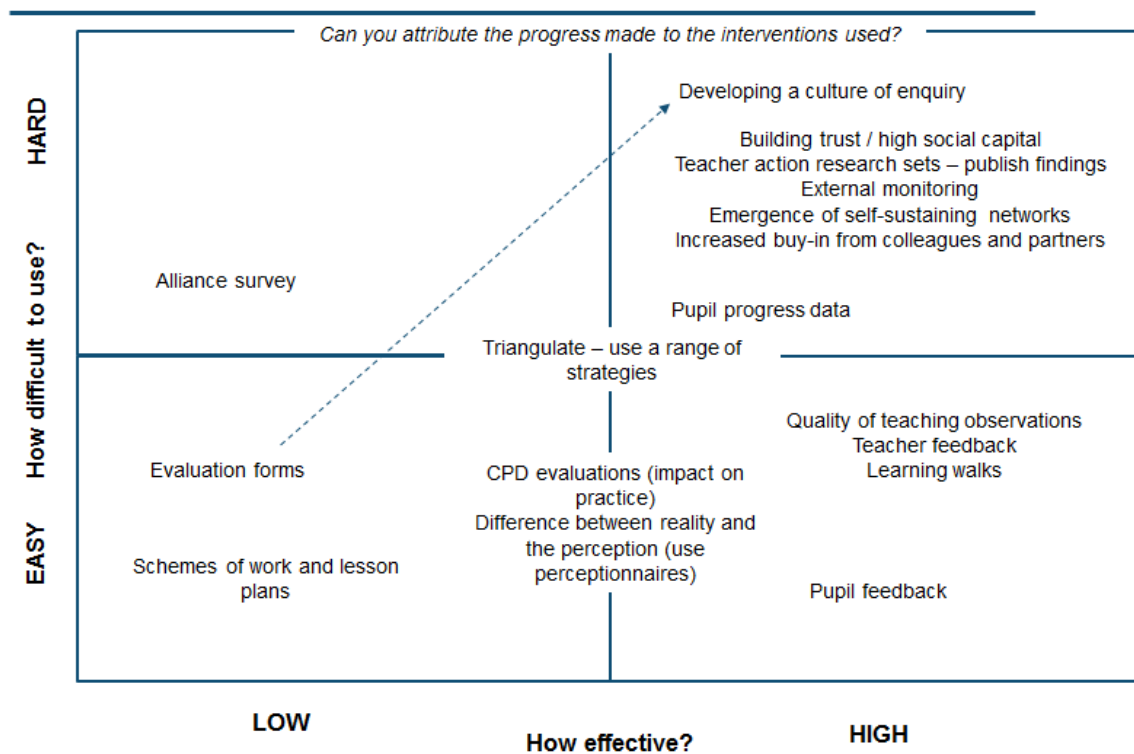 Can you attribute the progress made to the interventions used?
HARD
How difficult to use?
EASY
Developing a culture of enquiry
Building trust / high social capital
Teacher action research sets – publish findings
External monitoring
Emergence of self-sustaining networks
Increased buy-in from colleagues and partners
Alliance survey
Pupil progress data
Triangulate – use a range of
strategies
Evaluation forms
Schemes of work and lesson
plans
CPD evaluations (impact on
practice)
Difference between reality and
the perception (use
perceptionnaires)
Quality of teaching observations
Teacher feedback
Learning walks
Pupil feedback
LOW
How effective?
HIGH